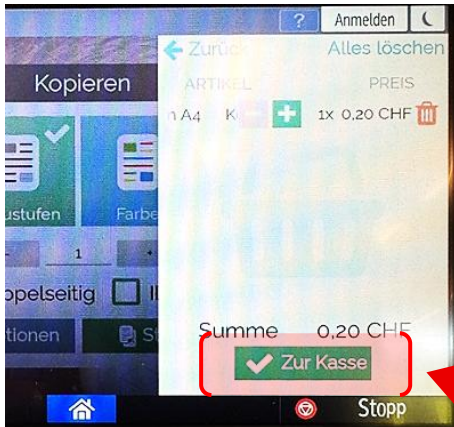 ? Anmelden
Zurück Alles löschen
Kopieren
ARTIKEL PREIS
A4 1x 0,20 CHF
1
Summe 0,20 CHF
Zur Kasse
Stopp